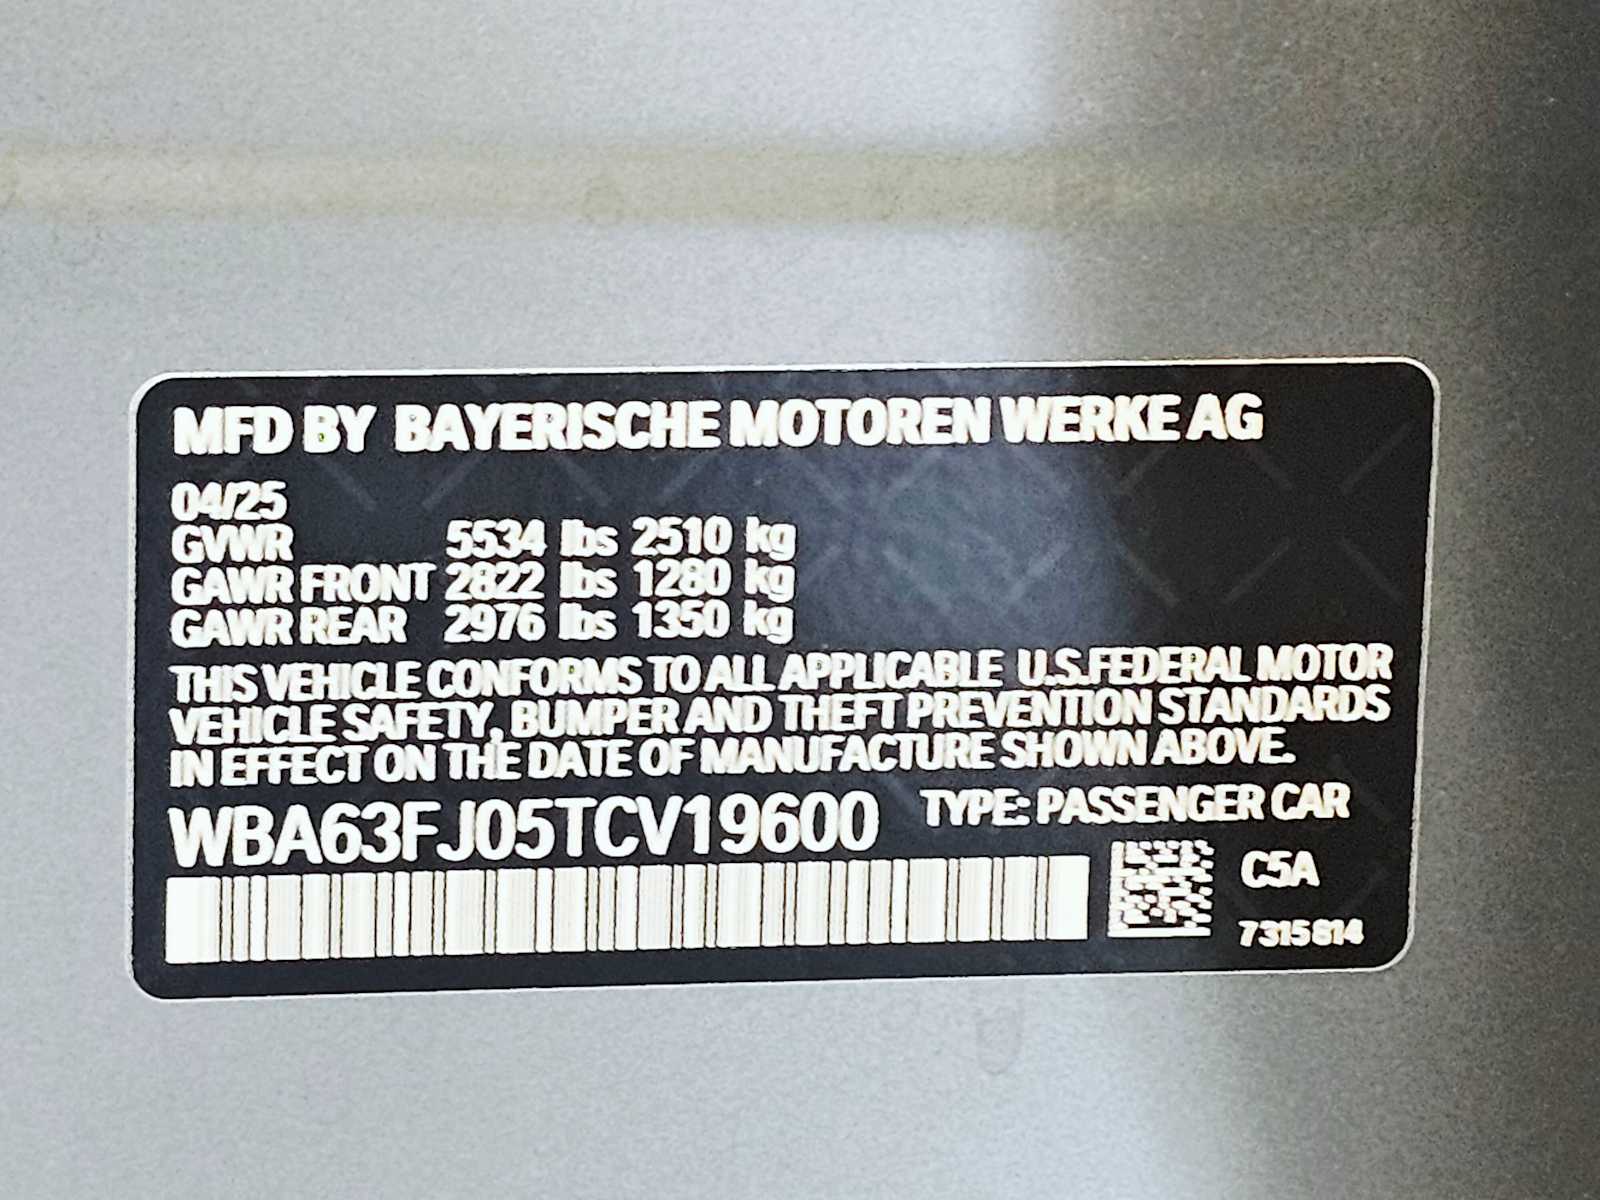 MFD BY BAYERISCHE MOTOREN WERKE AG
04/25
GVWR 5534 lbs 2510 kg
GAWR FRONT 2822 lbs 1280 kg
GAWR REAR 2976 lbs 1350 kg
THIS VEHICLE CONFORMS TO ALL APPLICABLE U.S.FEDERAL MOTOR
VEHICLE SAFETY, BUMPER AND THEFT PREVENTION STANDARDS
IN EFFECT ON THE DATE OF MANUFACTURE SHOWN ABOVE.
WBA63FJ05TCV19600 TYPE: PASSENGER CAR
C5A
7315814